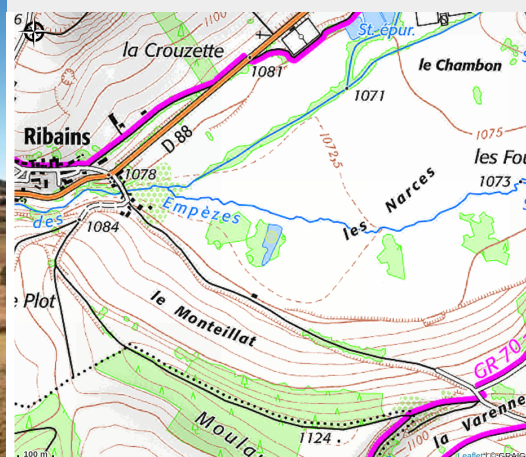 6
1100
la Crouzette
St. épur.
1081
le Chambon
1071
Ribains
D 88
1072,5
1075
les Fou
1078
1073
les Narces
des Empèzes
1084
le Monteillat
Plot
GR 70
la Varenne
Moula
1124
1100
100 m
Leaflet